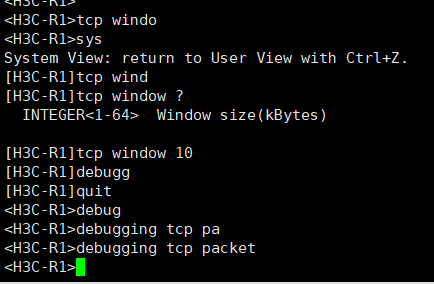 <H3C-R1>
<H3C-R1>tcp windo
<H3C-R1>sys
System View: return to User View with Ctrl+Z.
[H3C-R1]tcp wind
[H3C-R1]tcp window ?
  INTEGER<1-64>  Window size(kBytes)
[H3C-R1]tcp window 10
[H3C-R1]debugg
[H3C-R1]quit
<H3C-R1>debug
<H3C-R1>debugging tcp pa
<H3C-R1>debugging tcp packet
<H3C-R1>